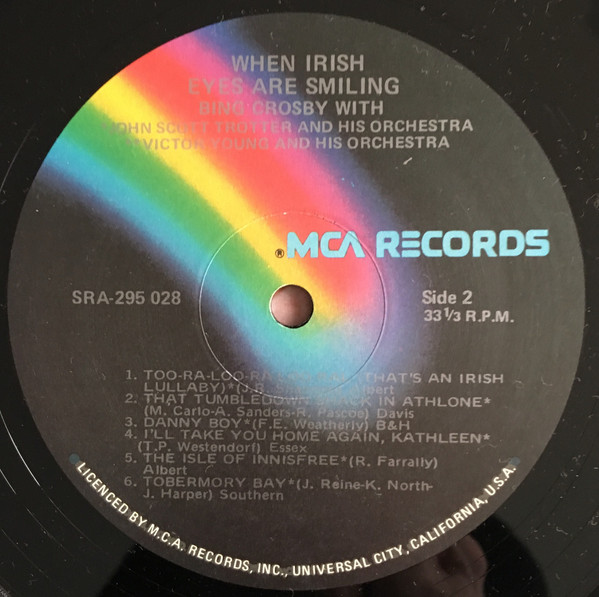 WHEN IRISH
EYES ARE SMILING
BING CROSBY WITH
JOHN SCOTT TROTTER AND HIS ORCHESTRA
VICTOR YOUNG AND HIS ORCHESTRA
®MCA RECORDS
SRA-295 028
Side 2
33 1/3 R.P.M.
1. TOO-RA-LOO-RA THAT'S AN IRISH
LULLABY)*(J.R. Albert
2. THAT TUMBLEDOWN SHACK IN ATHLONE*
(M. Carlo-A. Sanders-R. Pascoe) Davis
3. DANNY BOY*(F.E. Weatherly) B&H
4. I'LL TAKE YOU HOME AGAIN, KATHLEEN*
(T.P. Westendorf) Essex
5. THE ISLE OF INNISFREE*(R. Farrally)
Albert
6. TOBERMORY BAY*(J. Reine-K. North-
J. Harper) Southern
LICENCED BY M.C.A. RECORDS, INC., UNIVERSAL CITY, CALIFORNIA, U.S.A.